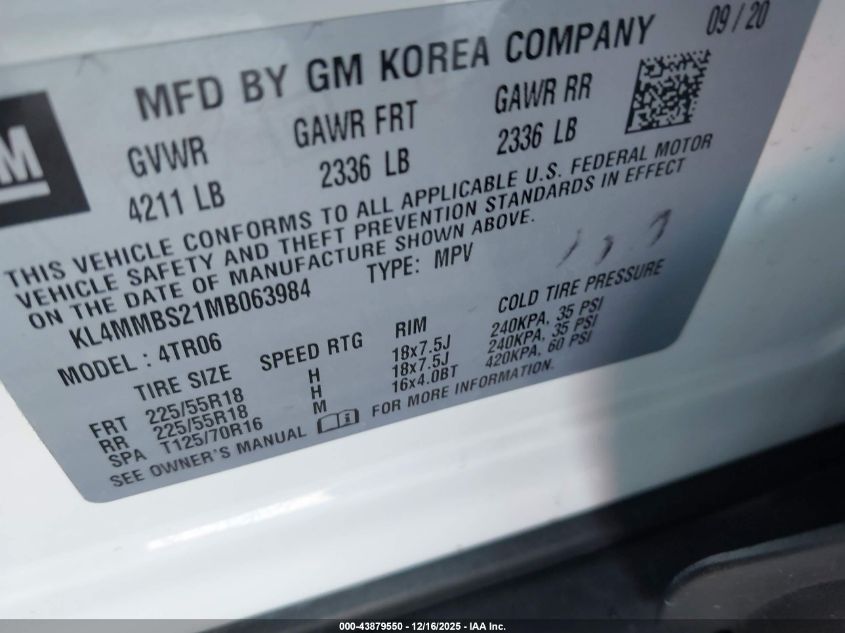 09/20
MFD BY GM KOREA COMPANY
M
GVWR GAWR FRT GAWR RR
4211 LB 2336 LB 2336 LB
THIS VEHICLE CONFORMS TO ALL APPLICABLE U.S. FEDERAL MOTOR
VEHICLE SAFETY AND THEFT PREVENTION STANDARDS IN EFFECT
ON THE DATE OF MANUFACTURE SHOWN ABOVE.
KL4MMBS21MB063984 TYPE: MPV
MODEL : 4TR06
TIRE SIZE SPEED RTG RIM COLD TIRE PRESSURE
FRT 225/55R18 H 18x7.5J 240KPA, 35 PSI
RR 225/55R18 H 18x7.5J 240KPA, 35 PSI
SPA T125/70R16 M 16x4.0BT 420KPA, 60 PSI
SEE OWNER'S MANUAL FOR MORE INFORMATION.
000-43879550 - 12/16/2025 - IAA Inc.